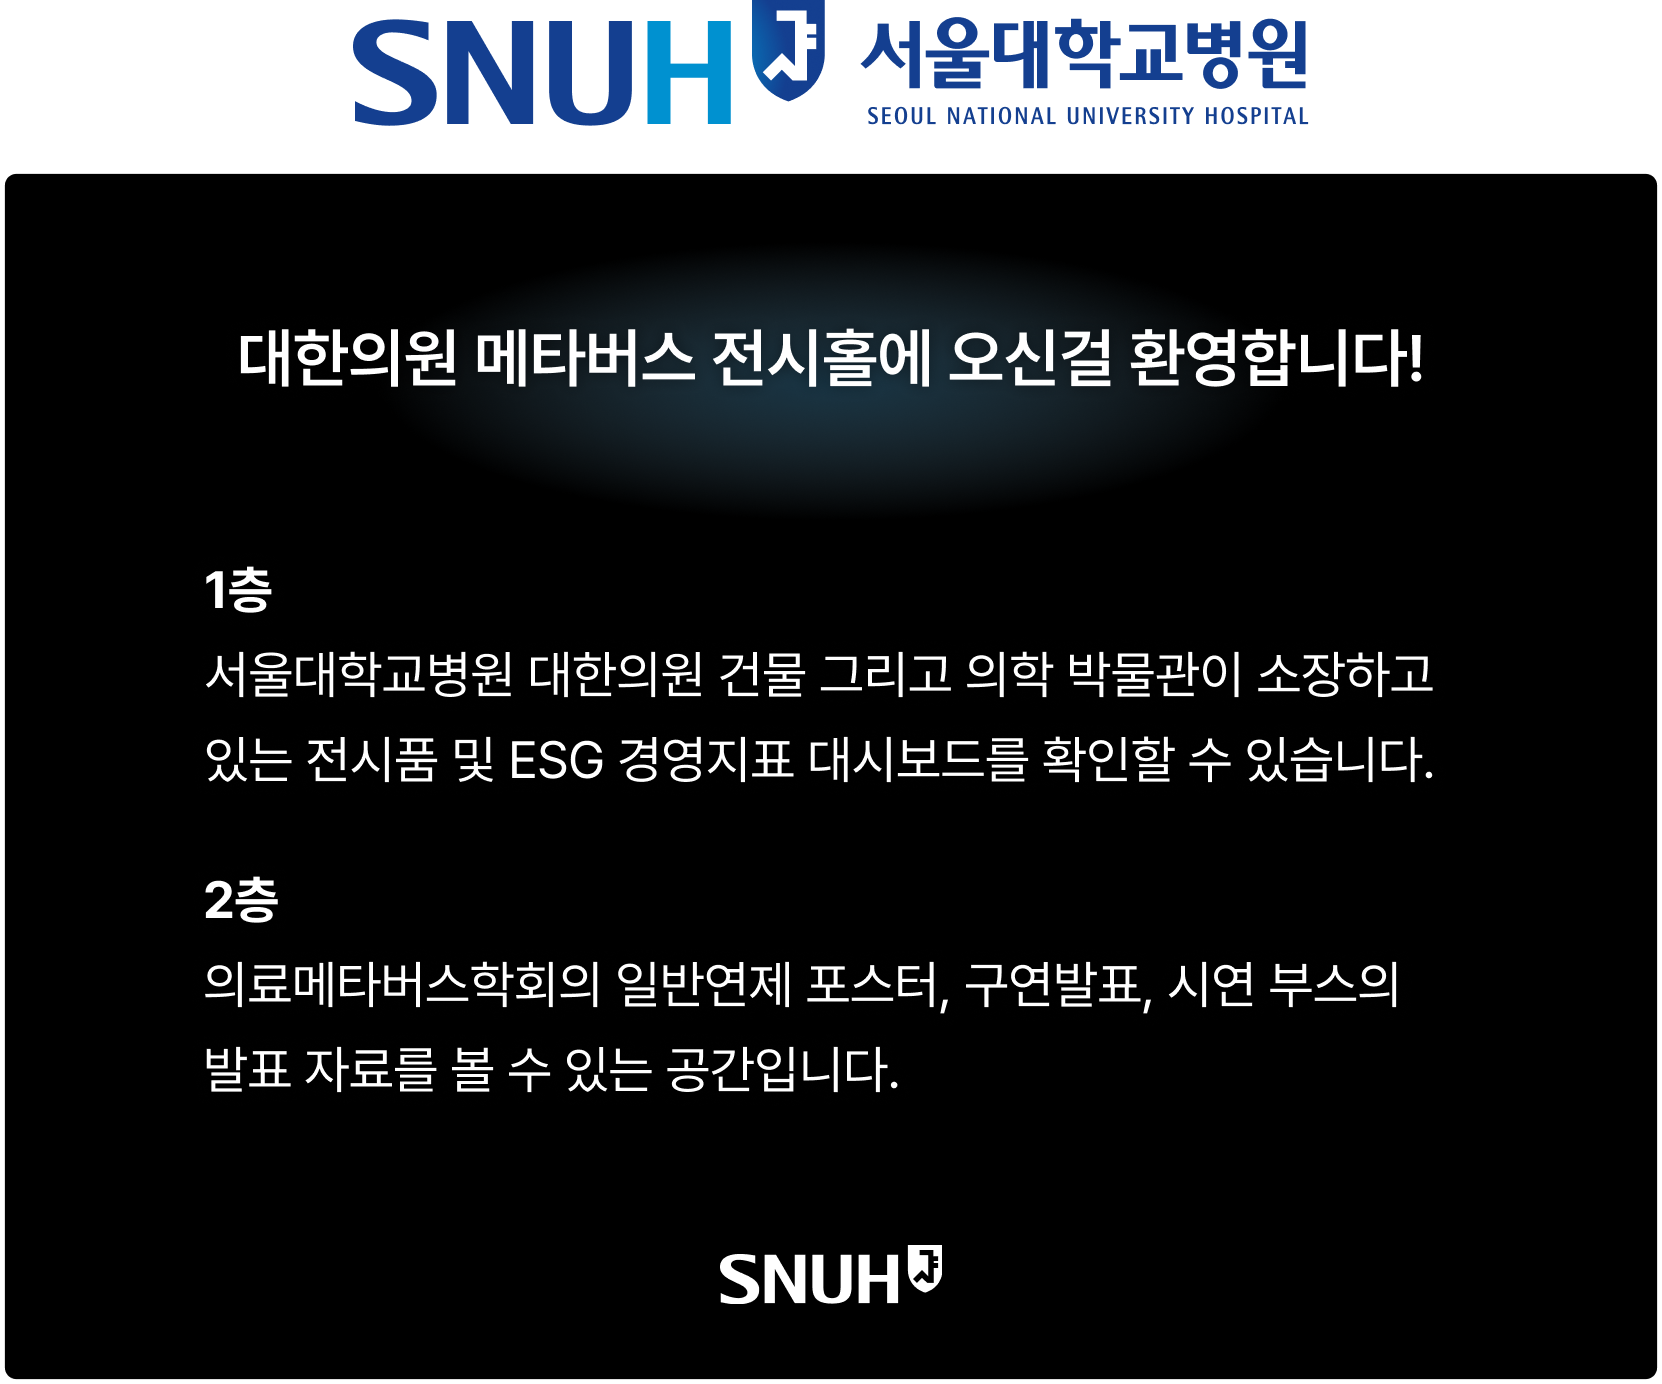 SNUH 서울대학교병원
SEOUL NATIONAL UNIVERSITY HOSPITAL
대한의원 메타버스 전시홀에 오신걸 환영합니다!
1층
서울대학교병원 대한의원 건물 그리고 의학 박물관이 소장하고
있는 전시품 및 ESG 경영지표 대시보드를 확인할 수 있습니다.
2층
의료메타버스학회의 일반연제 포스터, 구연발표, 시연 부스의
발표 자료를 볼 수 있는 공간입니다.
SNUH